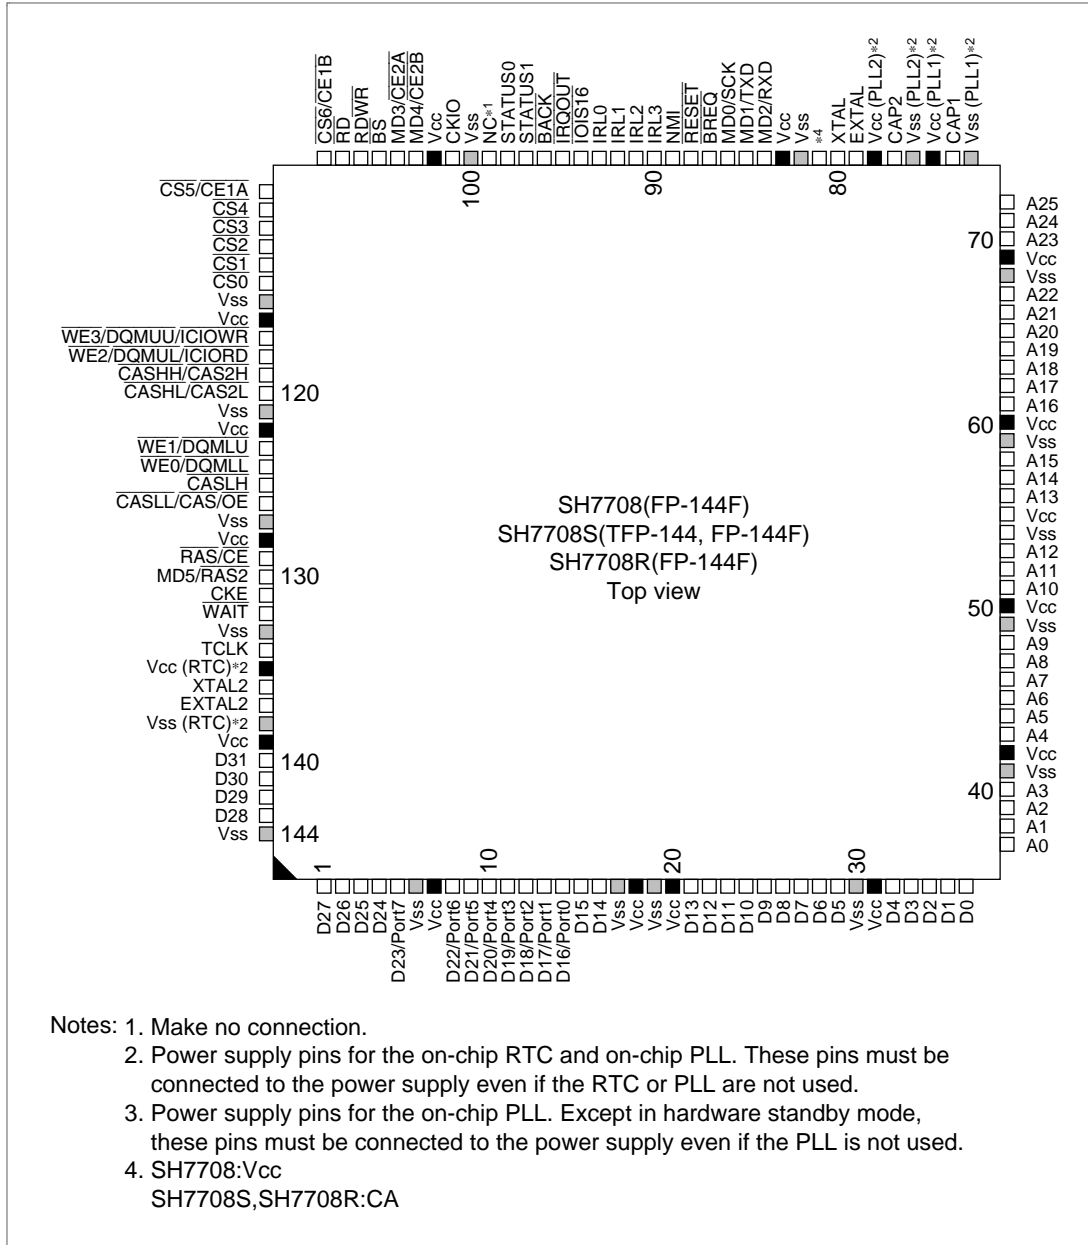 CS6/CE1B
RD
RDWR
BS
MD3/CE2A
MD4/CE2B
Vcc
CKIO
Vss
NC*1
STATUS0
STATUS1
BACK
IRQOUT
IOIS16
IRL0
IRL1
IRL2
IRL3
NMI
RESET
BREQ
MD0/SCK
MD1/TXD
MD2/RXD
Vcc
Vss
*4
XTAL
EXTAL
Vcc (PLL2)*2
CAP2
Vss (PLL2)*2
Vcc (PLL1)*2
CAP1
Vss (PLL1)*2
100
90
80
CS5/CE1A
CS4
CS3
CS2
CS1
CS0
Vss
Vcc
WE3/DQMUU/ICIOWR
WE2/DQMUL/ICIORD
CASHH/CAS2H
CASHL/CAS2L
120
Vss
Vcc
WE1/DQMLU
WE0/DQMLL
CASLH
CASLL/CAS/OE
Vss
Vcc
RAS/CE
MD5/RAS2
130
CKE
WAIT
Vss
TCLK
Vcc (RTC)*2
XTAL2
EXTAL2
Vss (RTC)*2
Vcc
D31
140
D30
D29
D28
Vss
144
SH7708(FP-144F)
SH7708S(TFP-144, FP-144F)
SH7708R(FP-144F)
Top view
A25
A24
70
A23
Vcc
Vss
A22
A21
A20
A19
A18
A17
A16
60
Vcc
Vss
A15
A14
A13
Vcc
Vss
A12
A11
A10
50
Vcc
Vss
A9
A8
A7
A6
A5
A4
Vcc
Vss
40
A3
A2
A1
A0
1
10
20
30
D27
D26
D25
D24
D23/Port7
Vss
Vcc
D22/Port6
D21/Port5
D20/Port4
D19/Port3
D18/Port2
D17/Port1
D16/Port0
D15
D14
Vss
Vcc
Vss
Vcc
D13
D12
D11
D10
D9
D8
D7
D6
D5
Vss
Vcc
D4
D3
D2
D1
D0
Notes: 1. Make no connection.
2. Power supply pins for the on-chip RTC and on-chip PLL. These pins must be
connected to the power supply even if the RTC or PLL are not used.
3. Power supply pins for the on-chip PLL. Except in hardware standby mode,
these pins must be connected to the power supply even if the PLL is not used.
4. SH7708:Vcc
SH7708S,SH7708R:CA